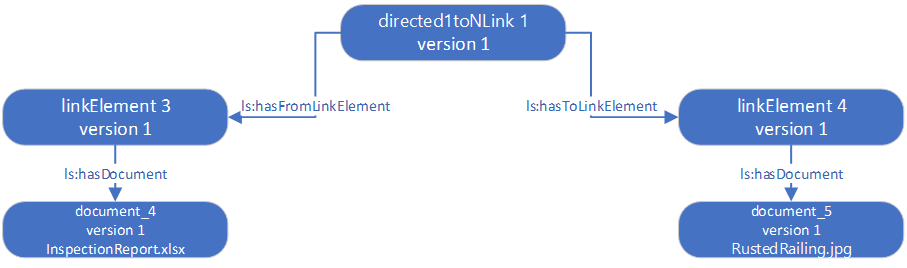 directed1toNLink 1
version 1
ls:hasFromLinkElement
ls:hasToLinkElement
linkElement 3
version 1
linkElement 4
version 1
ls:hasDocument
ls:hasDocument
document_4
version 1
InspectionReport.xlsx
document_5
version 1
RustedRailing.jpg